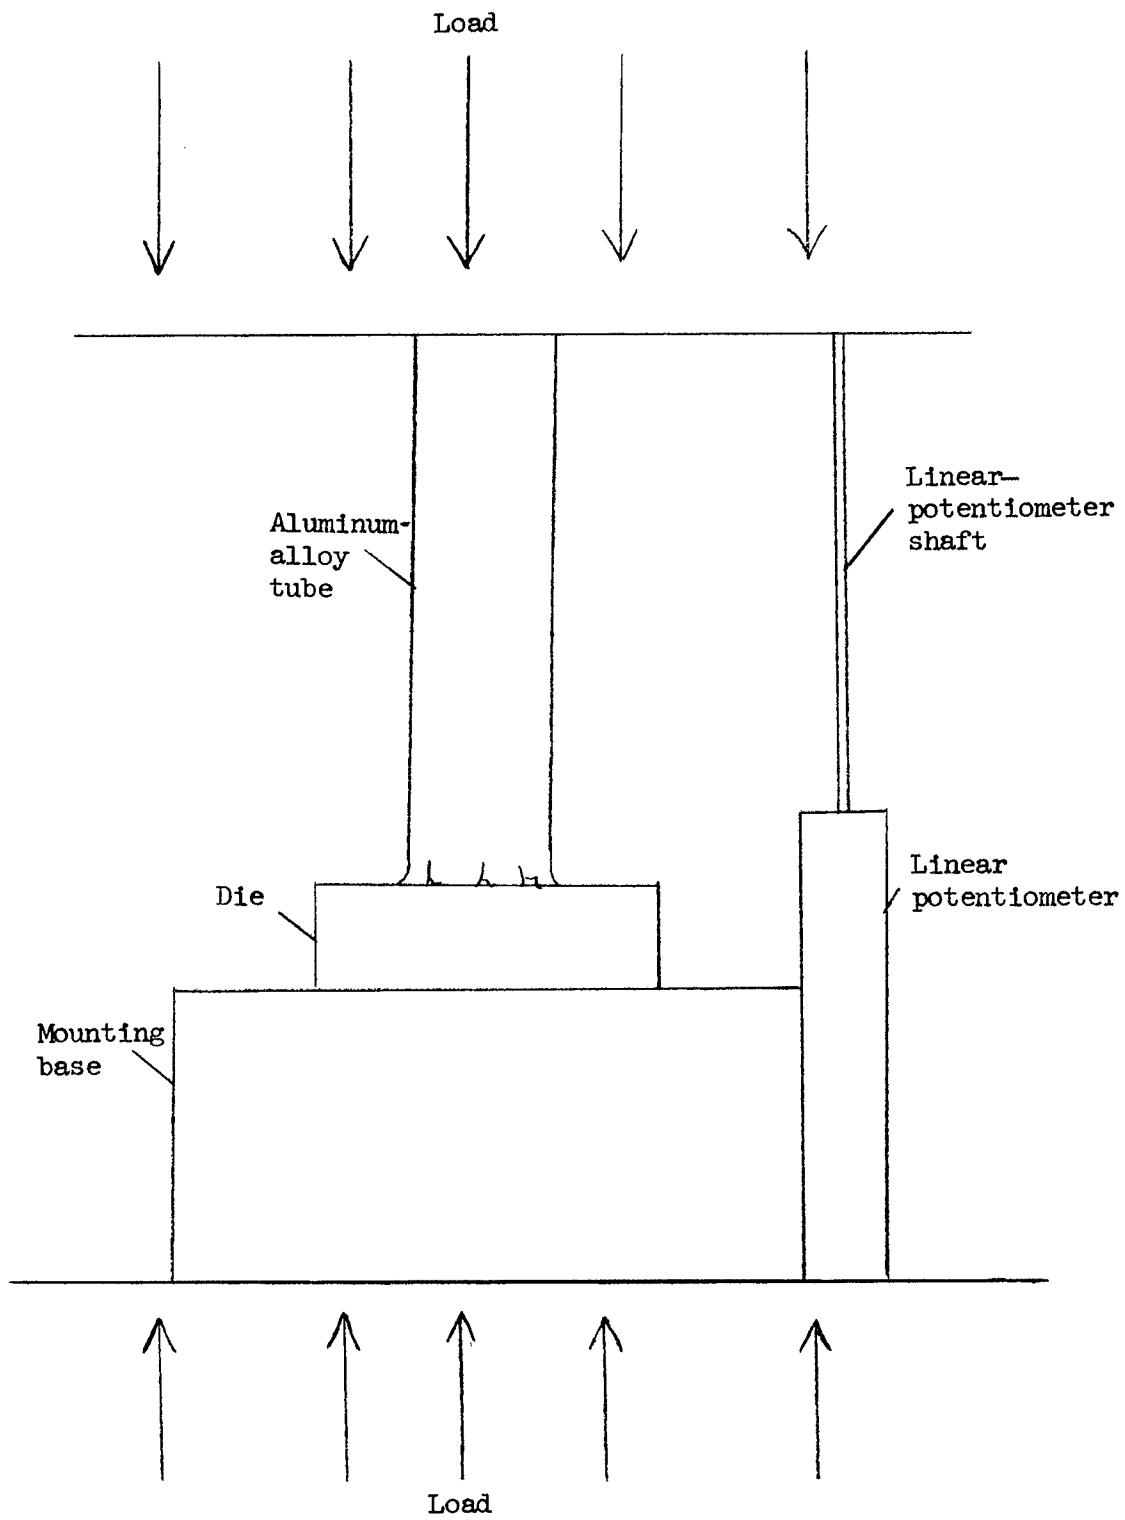 Load
Linear-
potentiometer
shaft
Aluminum-
alloy
tube
Linear
potentiometer
Die
Mounting
base
Load